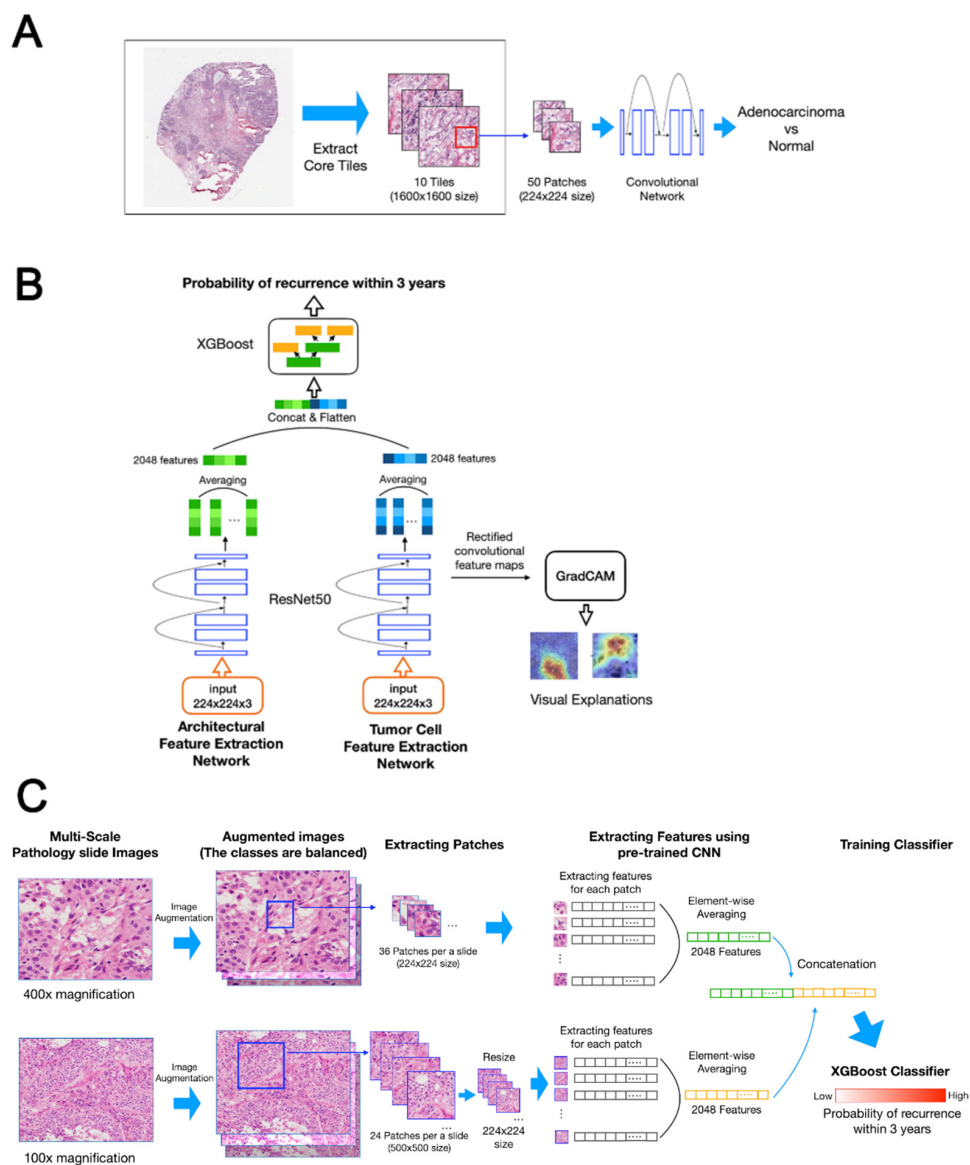 A
Extract
Core Tiles
10 Tiles
(1600x1600 size)
50 Patches
(224x224 size)
Convolutional
Network
Adenocarcinoma
vs
Normal
B
Probability of recurrence within 3 years
XGBoost
Concat & Flatten
2048 features
2048 features
Averaging
Averaging
...
...
Rectified
convolutional
feature maps
GradCAM
ResNet50
Visual Explanations
input
224x224x3
input
224x224x3
Architectural
Feature Extraction
Network
Tumor Cell
Feature Extraction
Network
C
Multi-Scale
Pathology slide Images
Augmented images
(The classes are balanced)
Extracting Patches
Extracting Features using
pre-trained CNN
Training Classifier
Image
Augmentation
...
36 Patches per a slide
(224x224 size)
Extracting features
for each patch
Element-wise
Averaging
2048 Features
Concatenation
400x magnification
Image
Augmentation
...
24 Patches per a slide
(500x500 size)
Resize
...
224x224
size
Extracting features
for each patch
Element-wise
Averaging
2048 Features
XGBoost Classifier
Low High
Probability of recurrence
within 3 years
100x magnification